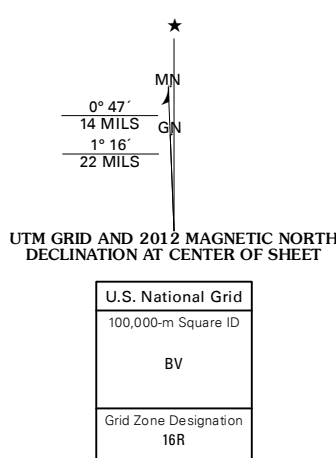 ★
MN
0° 47´
14 MILS
GN
1° 16´
22 MILS
UTM GRID AND 2012 MAGNETIC NORTH
DECLINATION AT CENTER OF SHEET
U.S. National Grid
100,000-m Square ID
BV
Grid Zone Designation
16R